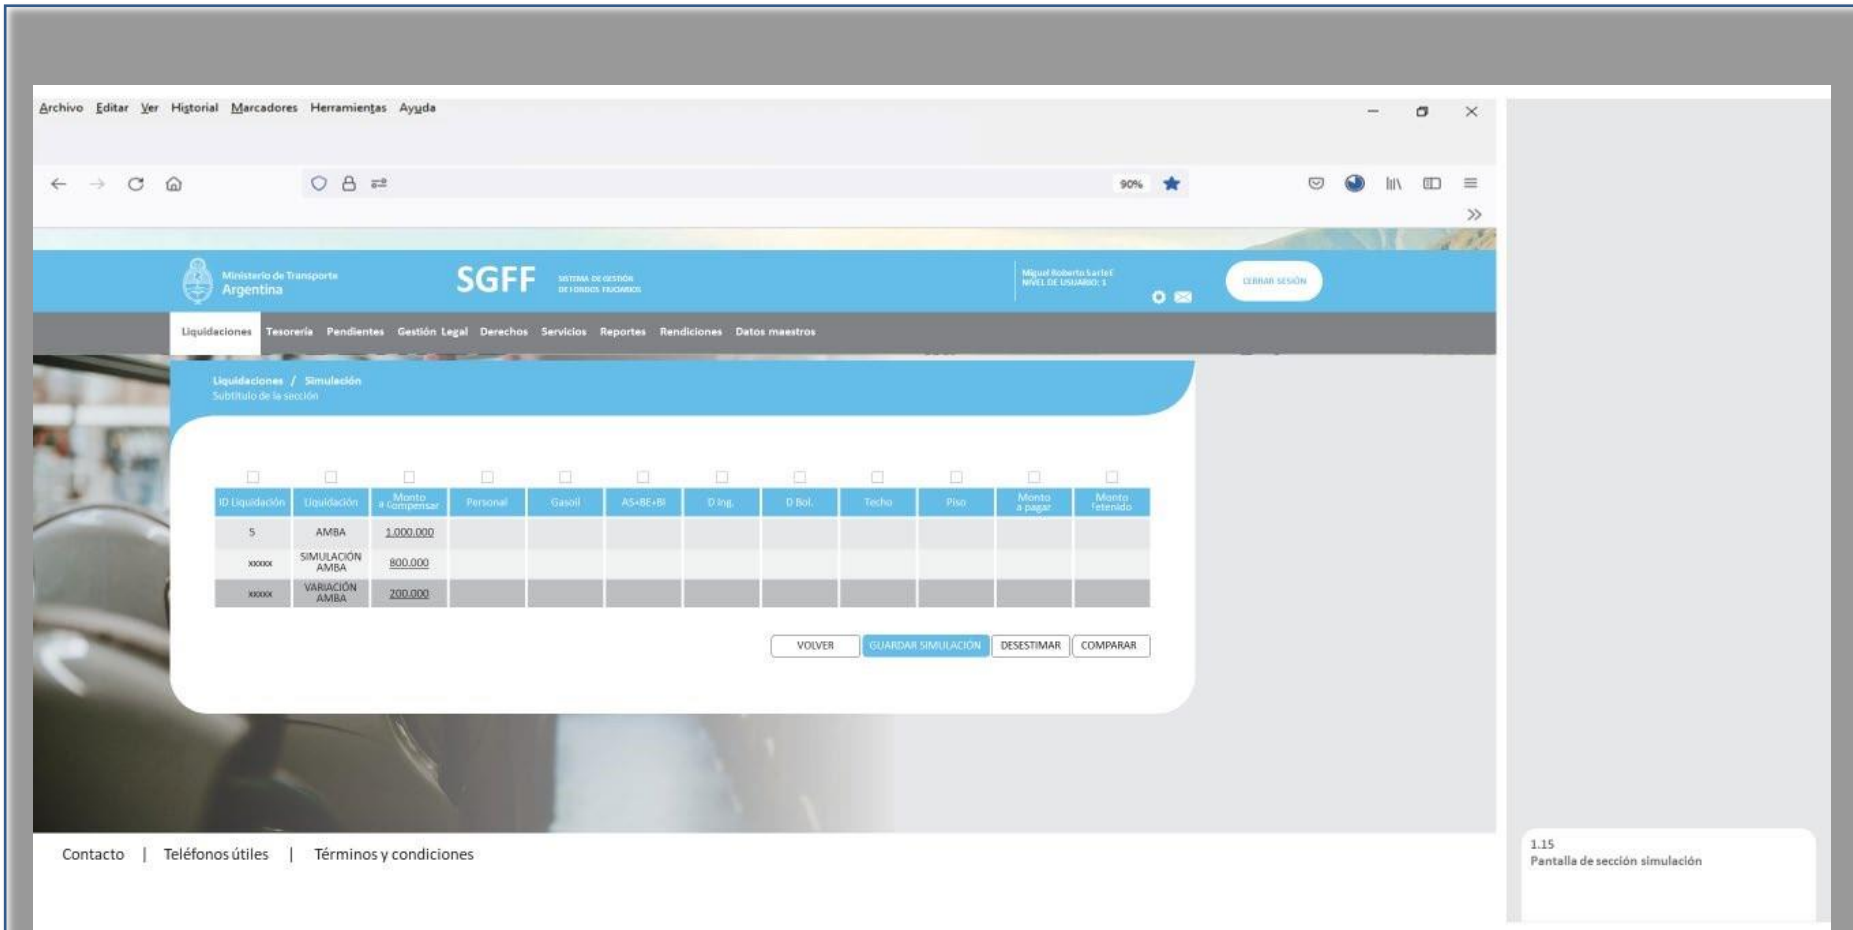 Archivo Editar Ver Historial Marcadores Herramientas Ayuda
90%
Ministerio de Transporte
Argentina
SGFF
SISTEMA DE GESTIÓN
DE FONDOS FIUCIARIOS
Miguel Roberto
NIVEL DE USUARIO: 1
CERRAR SESIÓN
Liquidaciones Tesorería Pendientes Gestión Legal Derechos Servicios Reportes Rendiciones Datos maestros
Liquidaciones / Simulación
Subtítulo de la sección
ID Liquidación Liquidación Monto a compensar Personal Gasoil AS+BE+BI D Ing. D Bol. Techo Piso Monto a pagar Monto retenido
5 AMBA 1.000.000
xxxxx SIMULACIÓN AMBA 800.000
xxxxx VARIACIÓN AMBA 200.000
VOLVER GUARDAR SIMULACIÓN DESESTIMAR COMPARAR
Contacto | Teléfonos útiles | Términos y condiciones
1.15
Pantalla de sección simulación